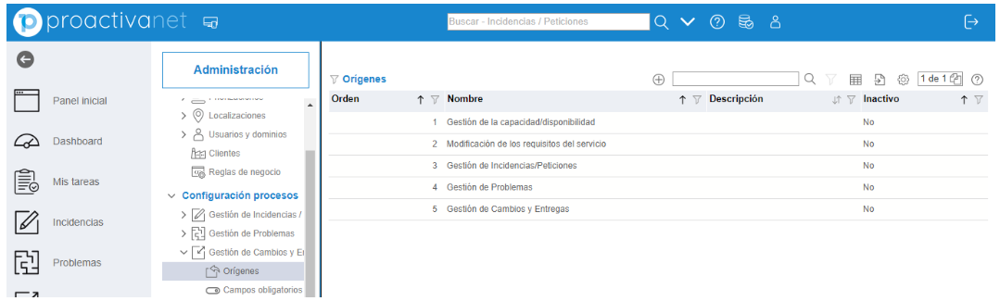 proactivanet
Buscar - Incidencias / Peticiones
Panel inicial
Dashboard
Mis tareas
Incidencias
Problemas
Administración
Localizaciones
Usuarios y dominios
Clientes
Reglas de negocio
Configuración procesos
Gestión de Incidencias /
Gestión de Problemas
Gestión de Cambios y E
Orígenes
Campos obligatorios
Orígenes
1 de 1
Orden Nombre Descripción Inactivo
1 Gestión de la capacidad/disponibilidad No
2 Modificación de los requisitos del servicio No
3 Gestión de Incidencias/Peticiones No
4 Gestión de Problemas No
5 Gestión de Cambios y Entregas No